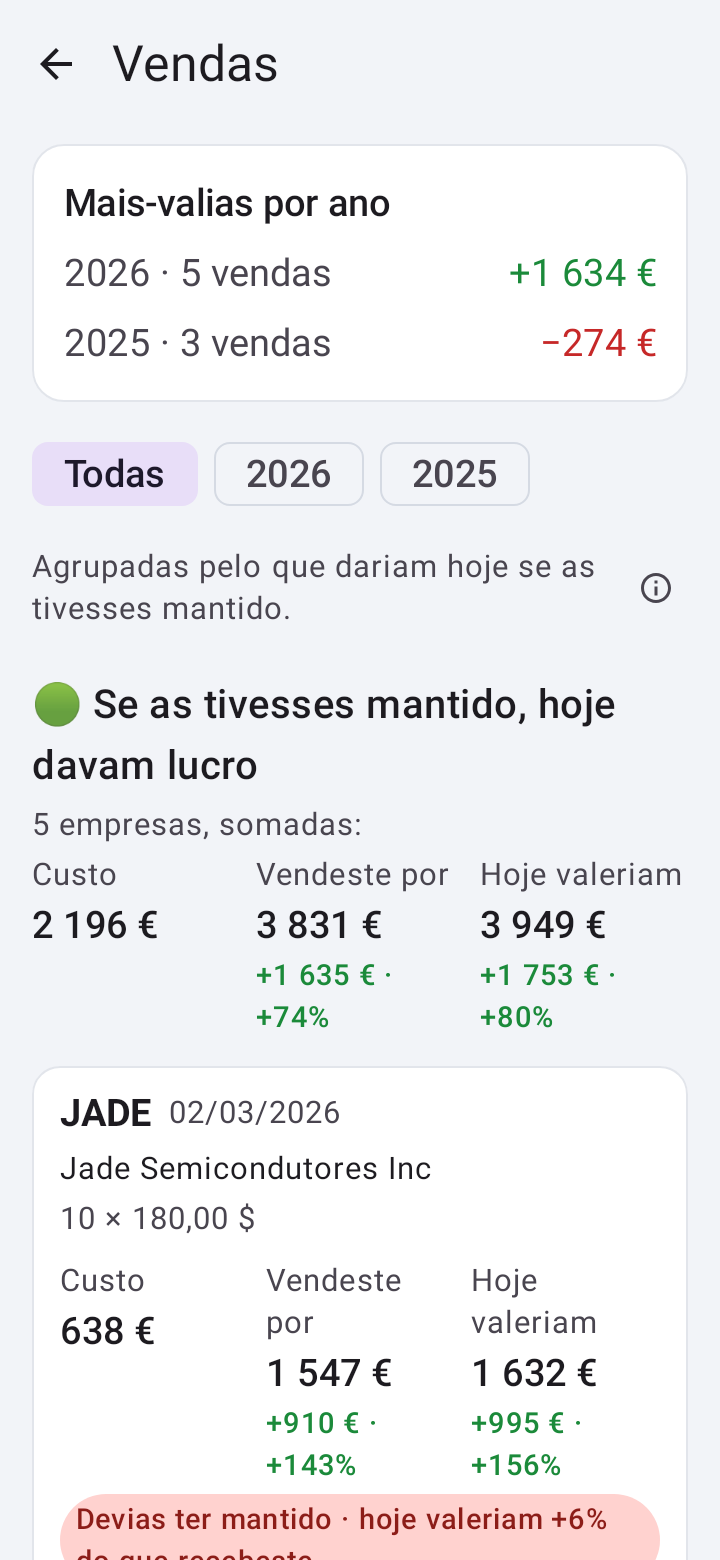 Vendas
Mais-valias por ano
2026 · 5 vendas +1 634 €
2025 · 3 vendas −274 €
Todas 2026 2025
Agrupadas pelo que dariam hoje se as
tivesses mantido.
Se as tivesses mantido, hoje
davam lucro
5 empresas, somadas:
Custo Vendeste por Hoje valeriam
2 196 € 3 831 € 3 949 €
+1 635 € · +1 753 € ·
+74% +80%
JADE 02/03/2026
Jade Semicondutores Inc
10 × 180,00 $
Custo Vendeste Hoje
por valeriam
638 €
1 547 € 1 632 €
+910 € · +995 € ·
+143% +156%
Devias ter mantido · hoje valeriam +6%
do que recebeste